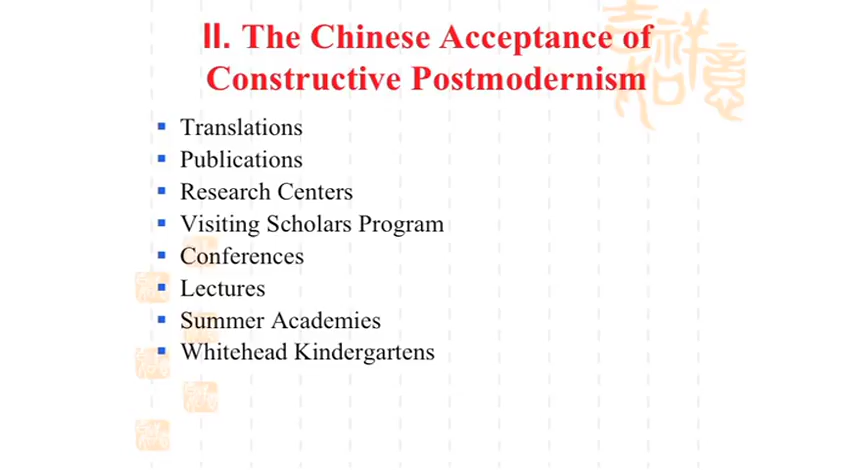 II. The Chinese Acceptance of
Constructive Postmodernism
Translations
Publications
Research Centers
Visiting Scholars Program
Conferences
Lectures
Summer Academies
Whitehead Kindergartens